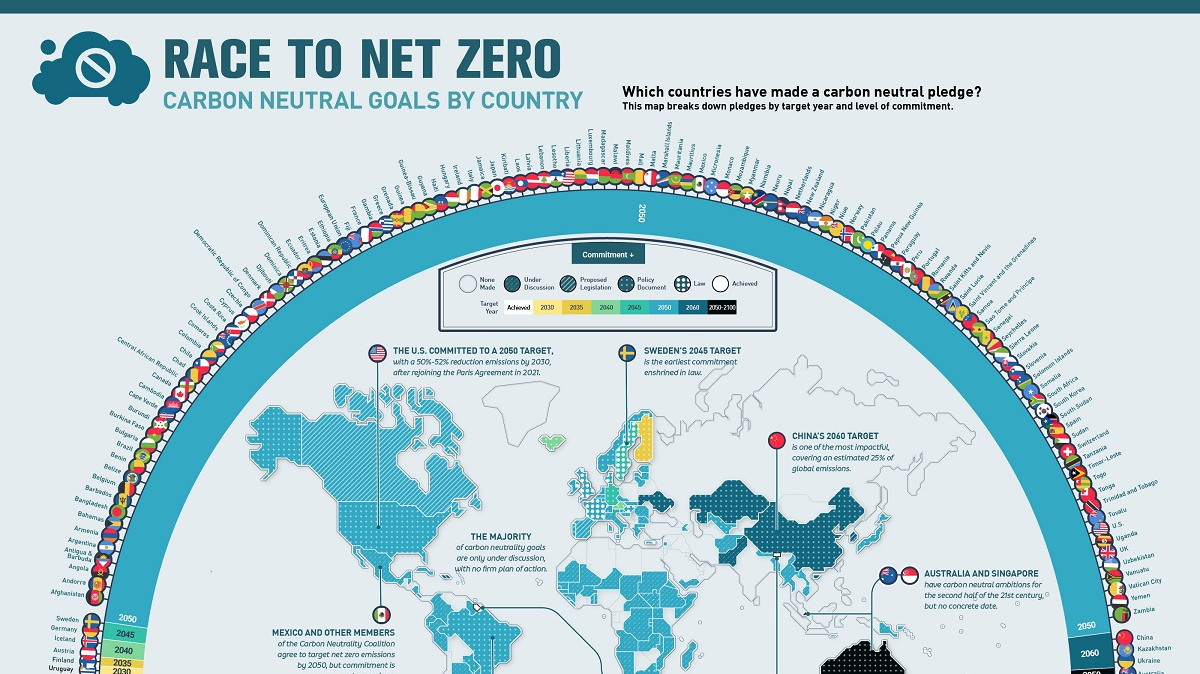 RACE TO NET ZERO
CARBON NEUTRAL GOALS BY COUNTRY
Which countries have made a carbon neutral pledge?
This map breaks down pledges by target year and level of commitment.
Afghanistan
Andorra
Angola
Antigua &
Barbuda
Argentina
Armenia
Bahamas
Bangladesh
Barbados
Belgium
Belize
Benin
Brazil
Bulgaria
Burkina Faso
Burundi
Cape Verde
Cambodia
Canada
Central African Republic
Chad
Chile
Colombia
Comoros
Cook Islands
Costa Rica
Cyprus
Czechia
Democratic Republic of Congo
Denmark
Djibouti
Dominica
Dominican Republic
Ecuador
Eritrea
Estonia
Ethiopia
European Union
Fiji
France
Gambia
Greece
Grenada
Guinea
Guinea-Bissau
Guyana
Haiti
Hungary
Ireland
Italy
Jamaica
Japan
Kiribati
Laos
Latvia
Lebanon
Lesotho
Liberia
Lithuania
Luxembourg
Madagascar
Malawi
Maldives
Mali
Malta
Marshall Islands
Mauritania
Mauritius
Mexico
Micronesia
Monaco
Mozambique
Myanmar
Namibia
Nauru
Nepal
Netherlands
New Zealand
Nicaragua
Niger
Niue
Norway
Pakistan
Palau
Panama
Papua New Guinea
Paraguay
Peru
Portugal
Romania
Rwanda
Saint Kitts and Nevis
Saint Lucia
Saint Vincent and the Grenadines
Samoa
Sao Tome and Principe
Senegal
Seychelles
Sierra Leone
Slovakia
Slovenia
Solomon Islands
Somalia
South Africa
South Korea
South Sudan
Spain
Sudan
Switzerland
Tanzania
Timor-Leste
Togo
Tonga
Trinidad and Tobago
Tuvalu
U.S.
Uganda
UK
Uzbekistan
Vanuatu
Vatican City
Yemen
Zambia
2050
Commitment +
None
Made
Under
Discussion
Proposed
Legislation
Policy
Document
Law
Achieved
Target
Year
Achieved 2030 2035 2040 2045 2050 2060 2050-2100
THE U.S. COMMITTED TO A 2050 TARGET,
with a 50%-52% reduction emissions by 2030,
after rejoining the Paris Agreement in 2021.
SWEDEN'S 2045 TARGET
is the earliest commitment
enshrined in law.
CHINA'S 2060 TARGET
is one of the most impactful,
covering an estimated 25% of
global emissions.
THE MAJORITY
of carbon neutrality goals
are only under discussion,
with no firm plan of action.
AUSTRALIA AND SINGAPORE
have carbon neutral ambitions for
the second half of the 21st century,
but no concrete date.
MEXICO AND OTHER MEMBERS
of the Carbon Neutrality Coalition
agree to target net zero emissions
by 2050, but commitment is
Sweden
Germany
Iceland
Austria
Finland
Uruguay
2050
2045
2040
2035
2030
2050
2060
China
Kazakhstan
Ukraine